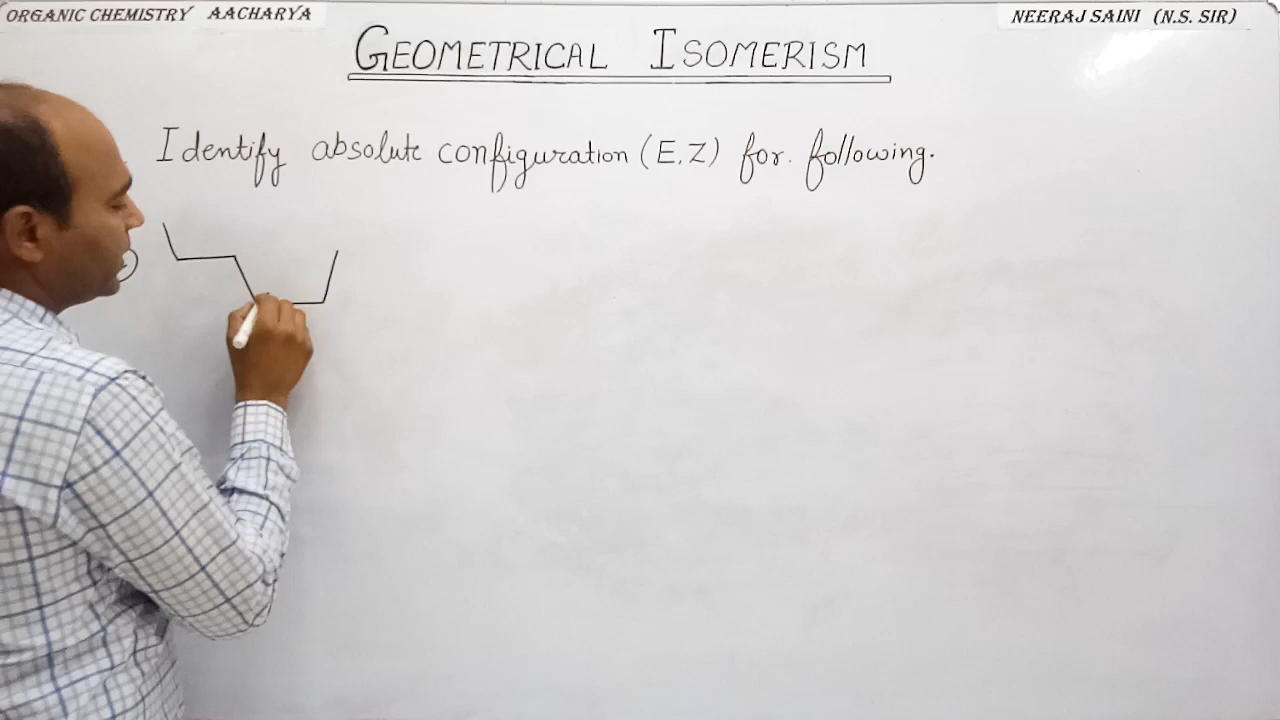 ORGANIC CHEMISTRY AACHARYA
NEERAJ SAINI (N.S. SIR)
GEOMETRICAL ISOMERISM
Identify absolute configuration (E, Z) for. following.